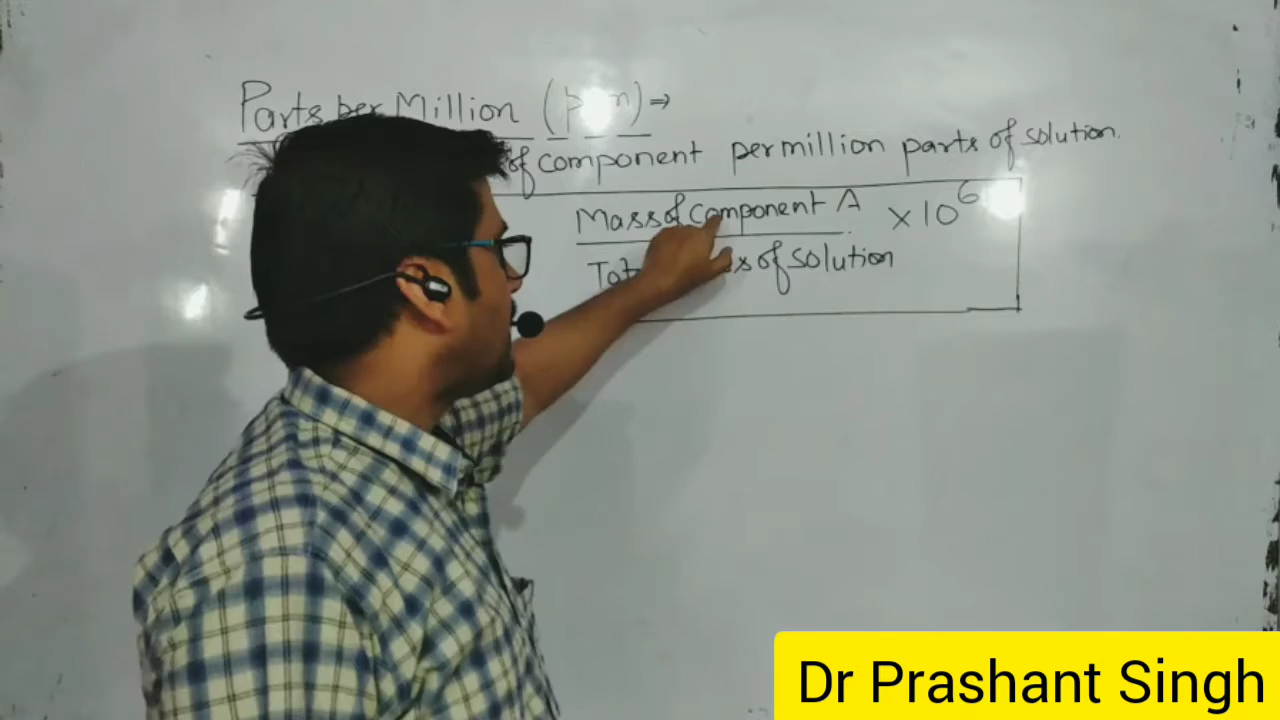 Parts per Million (ppm) →
of component per million parts of solution.
Mass of component A × 10⁶
of solution
Dr Prashant Singh